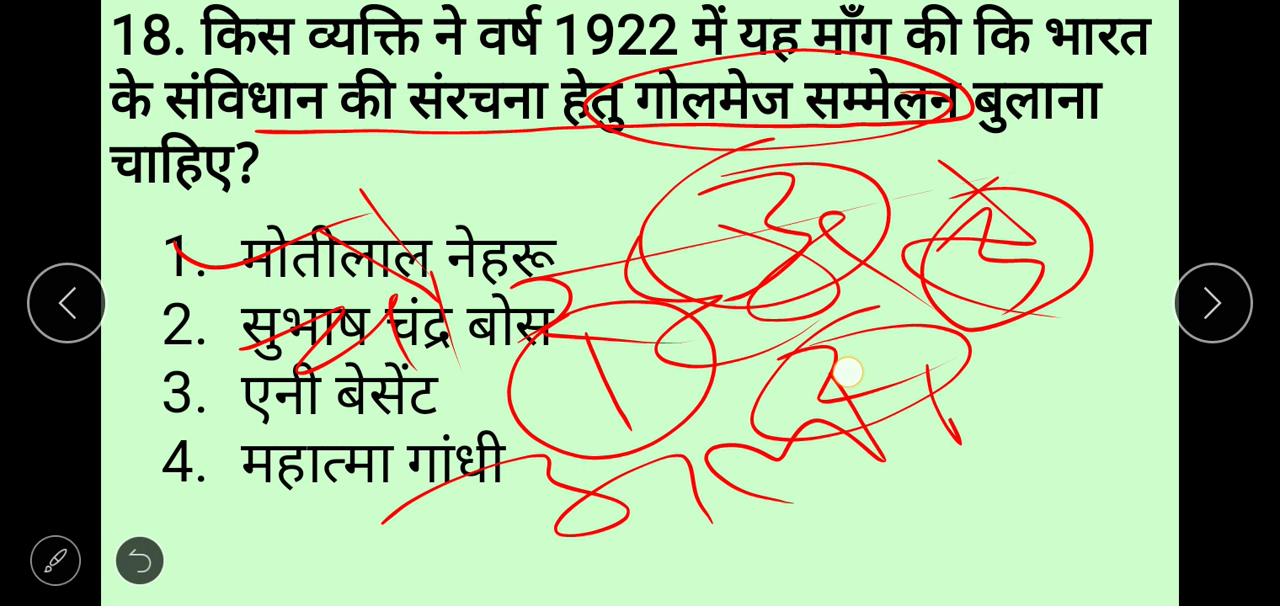 18. किस व्यक्ति ने वर्ष 1922 में यह माँग की कि भारत
के संविधान की संरचना हेतु गोलमेज सम्मेलन बुलाना
चाहिए?
1. मोतीलाल नेहरू
2. सुभाष चंद्र बोस
3. एनी बेसेंट
4. महात्मा गांधी